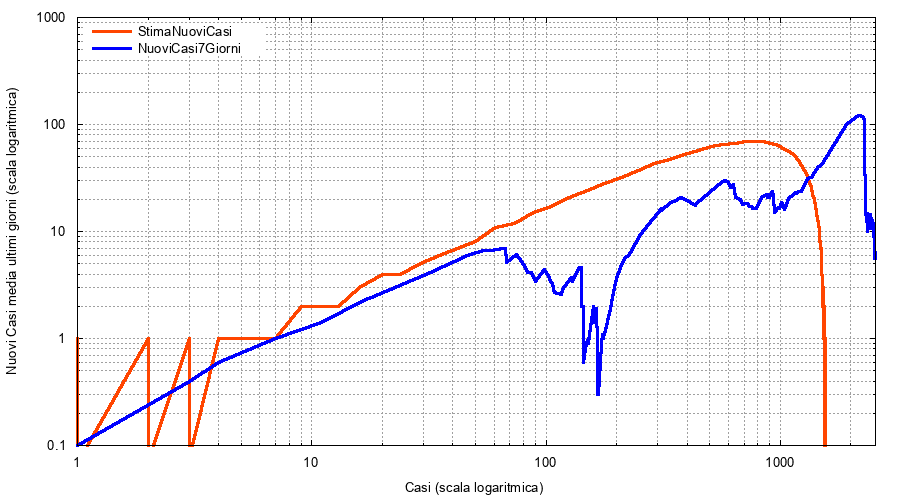 1000
100
10
1
0.1
StimaNuoviCasi
NuoviCasi7Giorni
Nuovi Casi media ultimi giorni (scala logaritmica)
1 10 100 1000
Casi (scala logaritmica)